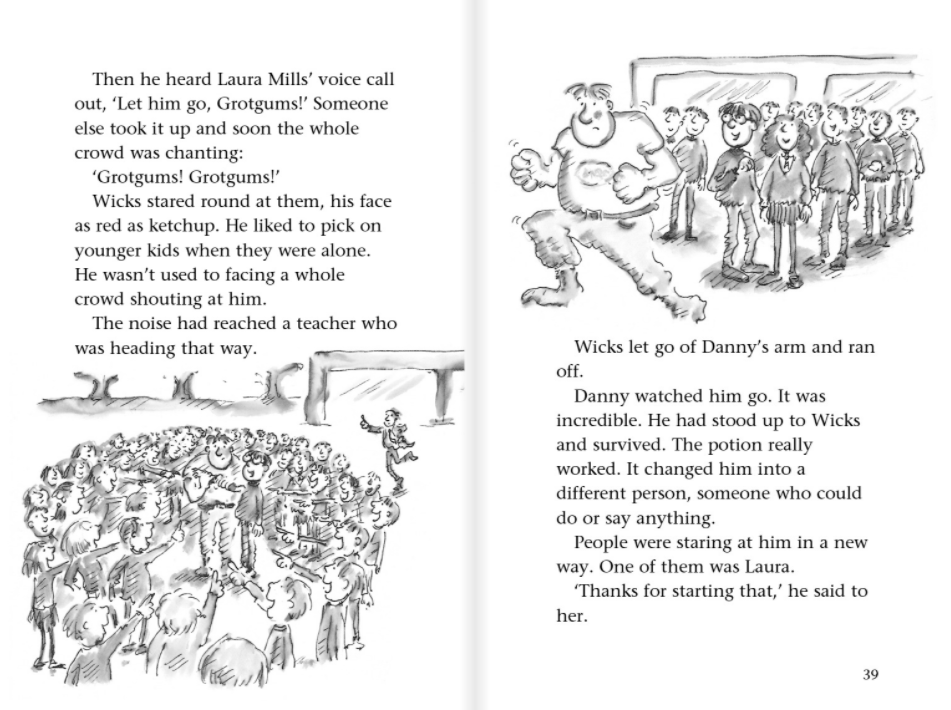 Then he heard Laura Mills’ voice call
out, ‘Let him go, Grotgums!’ Someone
else took it up and soon the whole
crowd was chanting:
‘Grotgums! Grotgums!’
Wicks stared round at them, his face
as red as ketchup. He liked to pick on
younger kids when they were alone.
He wasn’t used to facing a whole
crowd shouting at him.
The noise had reached a teacher who
was heading that way.
Wicks let go of Danny’s arm and ran
off.
Danny watched him go. It was
incredible. He had stood up to Wicks
and survived. The potion really
worked. It changed him into a
different person, someone who could
do or say anything.
People were staring at him in a new
way. One of them was Laura.
‘Thanks for starting that,’ he said to
her.
39